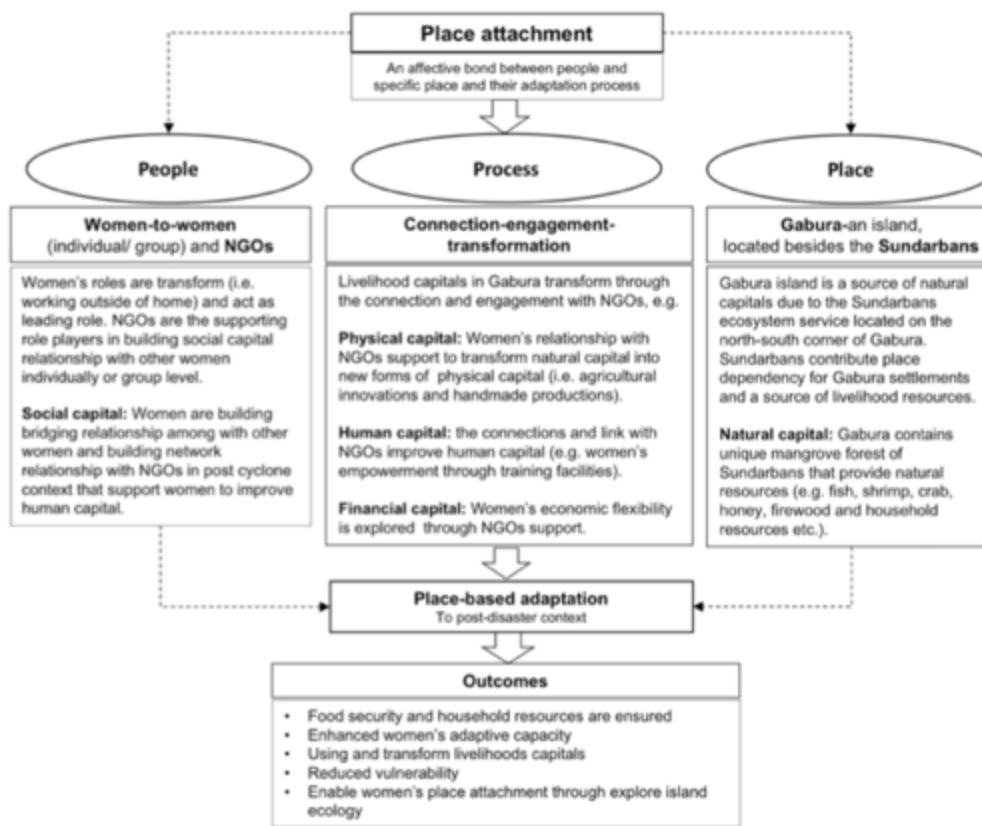 Place attachment
An affective bond between people and
specific place and their adaptation process
People
Process
Place
Women-to-women
(individual/ group) and NGOs
Women's roles are transform (i.e.
working outside of home) and act as
leading role. NGOs are the supporting
role players in building social capital
relationship with other women
individually or group level.
Social capital: Women are building
bridging relationship among with other
women and building network
relationship with NGOs in post cyclone
context that support women to improve
human capital.
Connection-engagement-
transformation
Livelihood capitals in Gabura transform through
the connection and engagement with NGOs, e.g.
Physical capital: Women's relationship with
NGOs support to transform natural capital into
new forms of physical capital (i.e. agricultural
innovations and handmade productions).
Human capital: the connections and link with
NGOs improve human capital (e.g. women's
empowerment through training facilities).
Financial capital: Women's economic flexibility
is explored through NGOs support.
Gabura-an island,
located besides the Sundarbans
Gabura island is a source of natural
capitals due to the Sundarbans
ecosystem service located on the
north-south corner of Gabura.
Sundarbans contribute place
dependency for Gabura settlements
and a source of livelihood resources.
Natural capital: Gabura contains
unique mangrove forest of
Sundarbans that provide natural
resources (e.g. fish, shrimp, crab,
honey, firewood and household
resources etc.).
Place-based adaptation
To post-disaster context
Outcomes
• Food security and household resources are ensured
• Enhanced women's adaptive capacity
• Using and transform livelihoods capitals
• Reduced vulnerability
• Enable women's place attachment through explore island
ecology